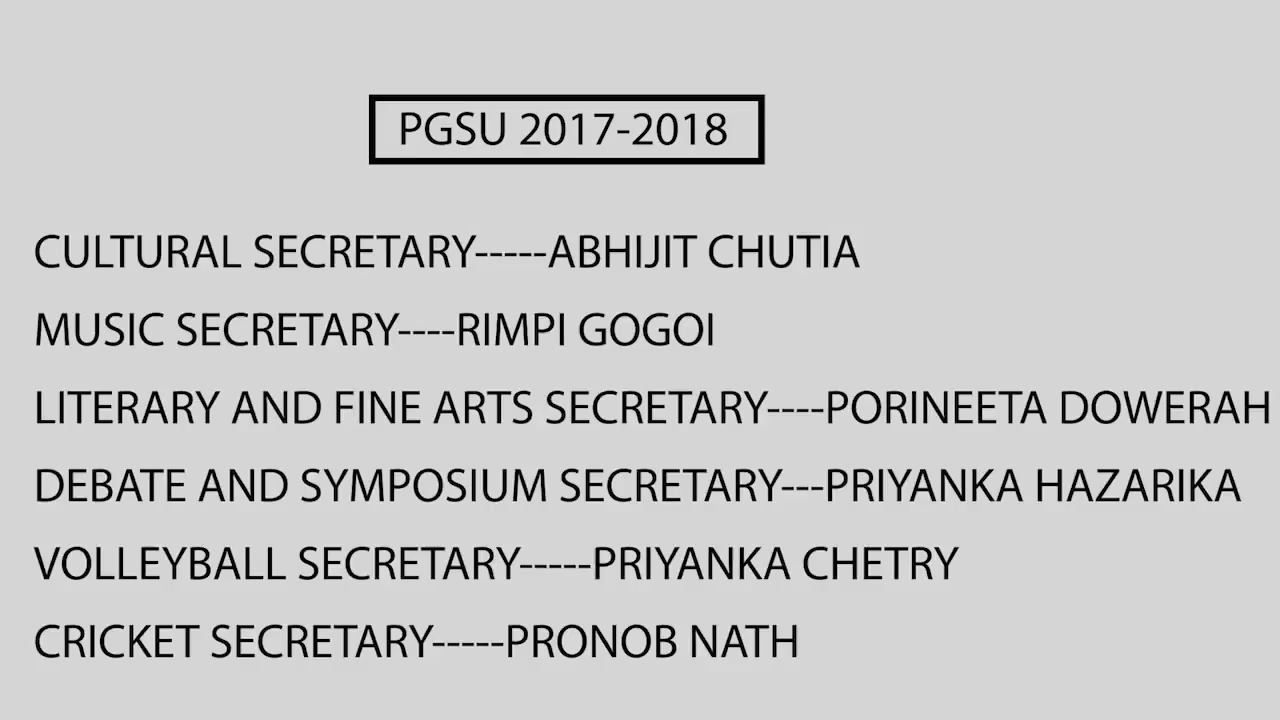 PGSU 2017-2018
CULTURAL SECRETARY-----ABHIJIT CHUTIA
MUSIC SECRETARY----RIMPI GOGOI
LITERARY AND FINE ARTS SECRETARY----PORINEETA DOWERAH
DEBATE AND SYMPOSIUM SECRETARY---PRIYANKA HAZARIKA
VOLLEYBALL SECRETARY-----PRIYANKA CHETRY
CRICKET SECRETARY-----PRONOB NATH